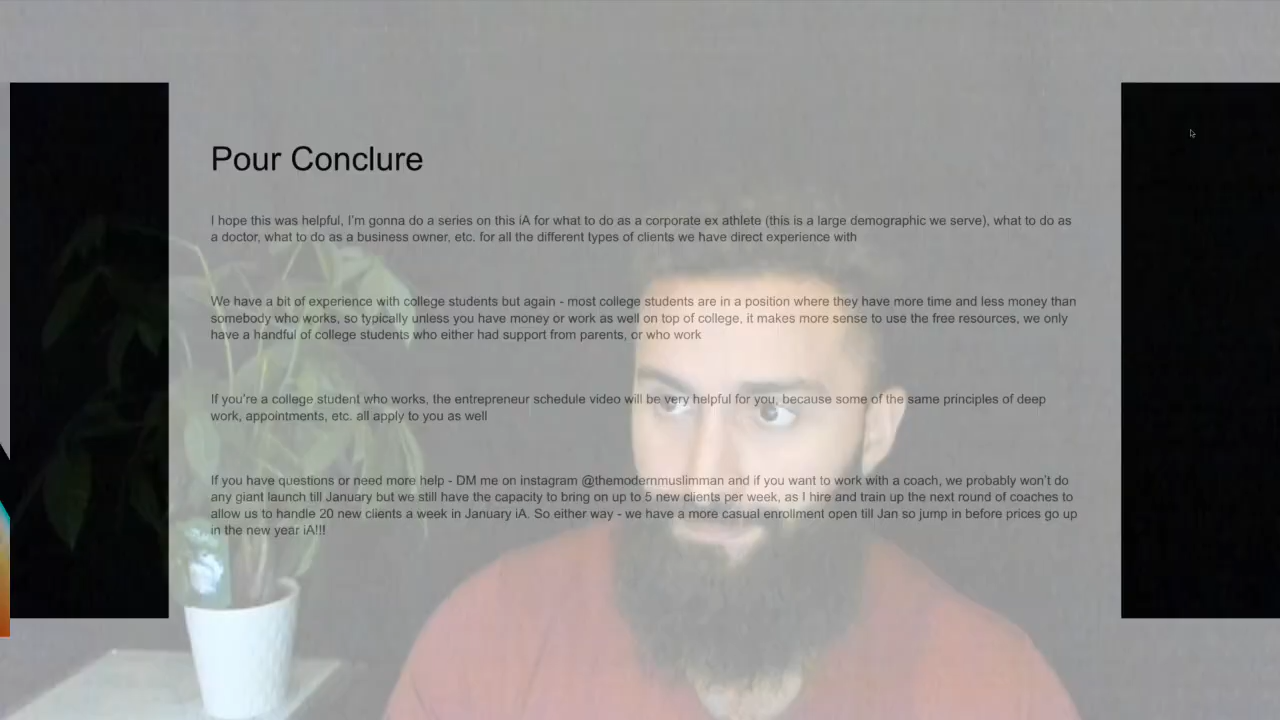 Pour Conclure
I hope this was helpful, I'm gonna do a series on this iA for what to do as a corporate ex athlete (this is a large demographic we serve), what to do as
a doctor, what to do as a business owner, etc. for all the different types of clients we have direct experience with
We have a bit of experience with college students but again - most college students are in a position where they have more time and less money than
somebody who works, so typically unless you have money or work as well on top of college, it makes more sense to use the free resources, we only
have a handful of college students who either had support from parents, or who work
If you're a college student who works, the entrepreneur schedule video will be very helpful for you, because some of the same principles of deep
work, appointments, etc. all apply to you as well
If you have questions or need more help - DM me on instagram @themodernmuslimman and if you want to work with a coach, we probably won't do
any giant launch till January but we still have the capacity to bring on up to 5 new clients per week, as I hire and train up the next round of coaches to
allow us to handle 20 new clients a week in January iA. So either way - we have a more casual enrollment open till Jan so jump in before prices go up
in the new year iA!!!